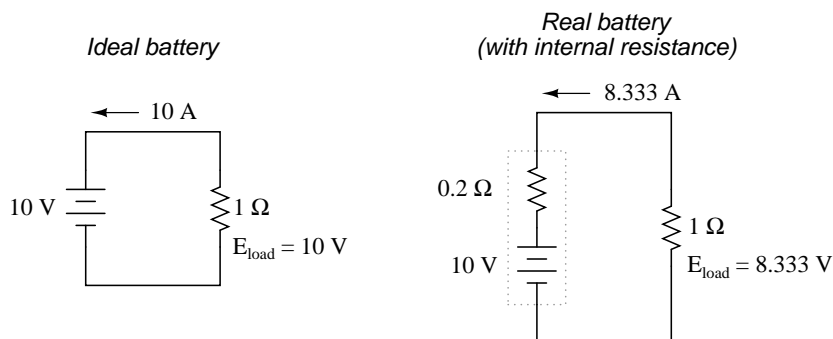 Ideal battery
10 A
10 V
1 Ω
E_load = 10 V
Real battery
(with internal resistance)
8.333 A
0.2 Ω
10 V
1 Ω
E_load = 8.333 V